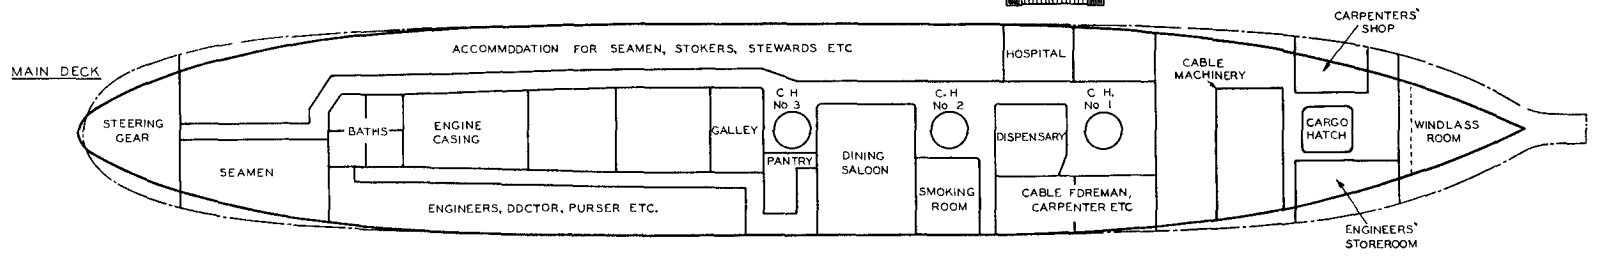 CARPENTERS'
SHOP
ACCOMMODATION FOR SEAMEN, STOKERS, STEWARDS ETC
HOSPITAL
MAIN DECK
CABLE
MACHINERY
C H
No 3
C.H
No 2
C H.
No 1
STEERING
GEAR
BATHS
ENGINE
CASING
GALLEY
DISPENSARY
CARGO
HATCH
WINDLASS
ROOM
PANTRY
DINING
SALOON
SEAMEN
SMOKING
ROOM
CABLE FOREMAN,
CARPENTER ETC
ENGINEERS, DOCTOR, PURSER ETC.
ENGINEERS'
STOREROOM